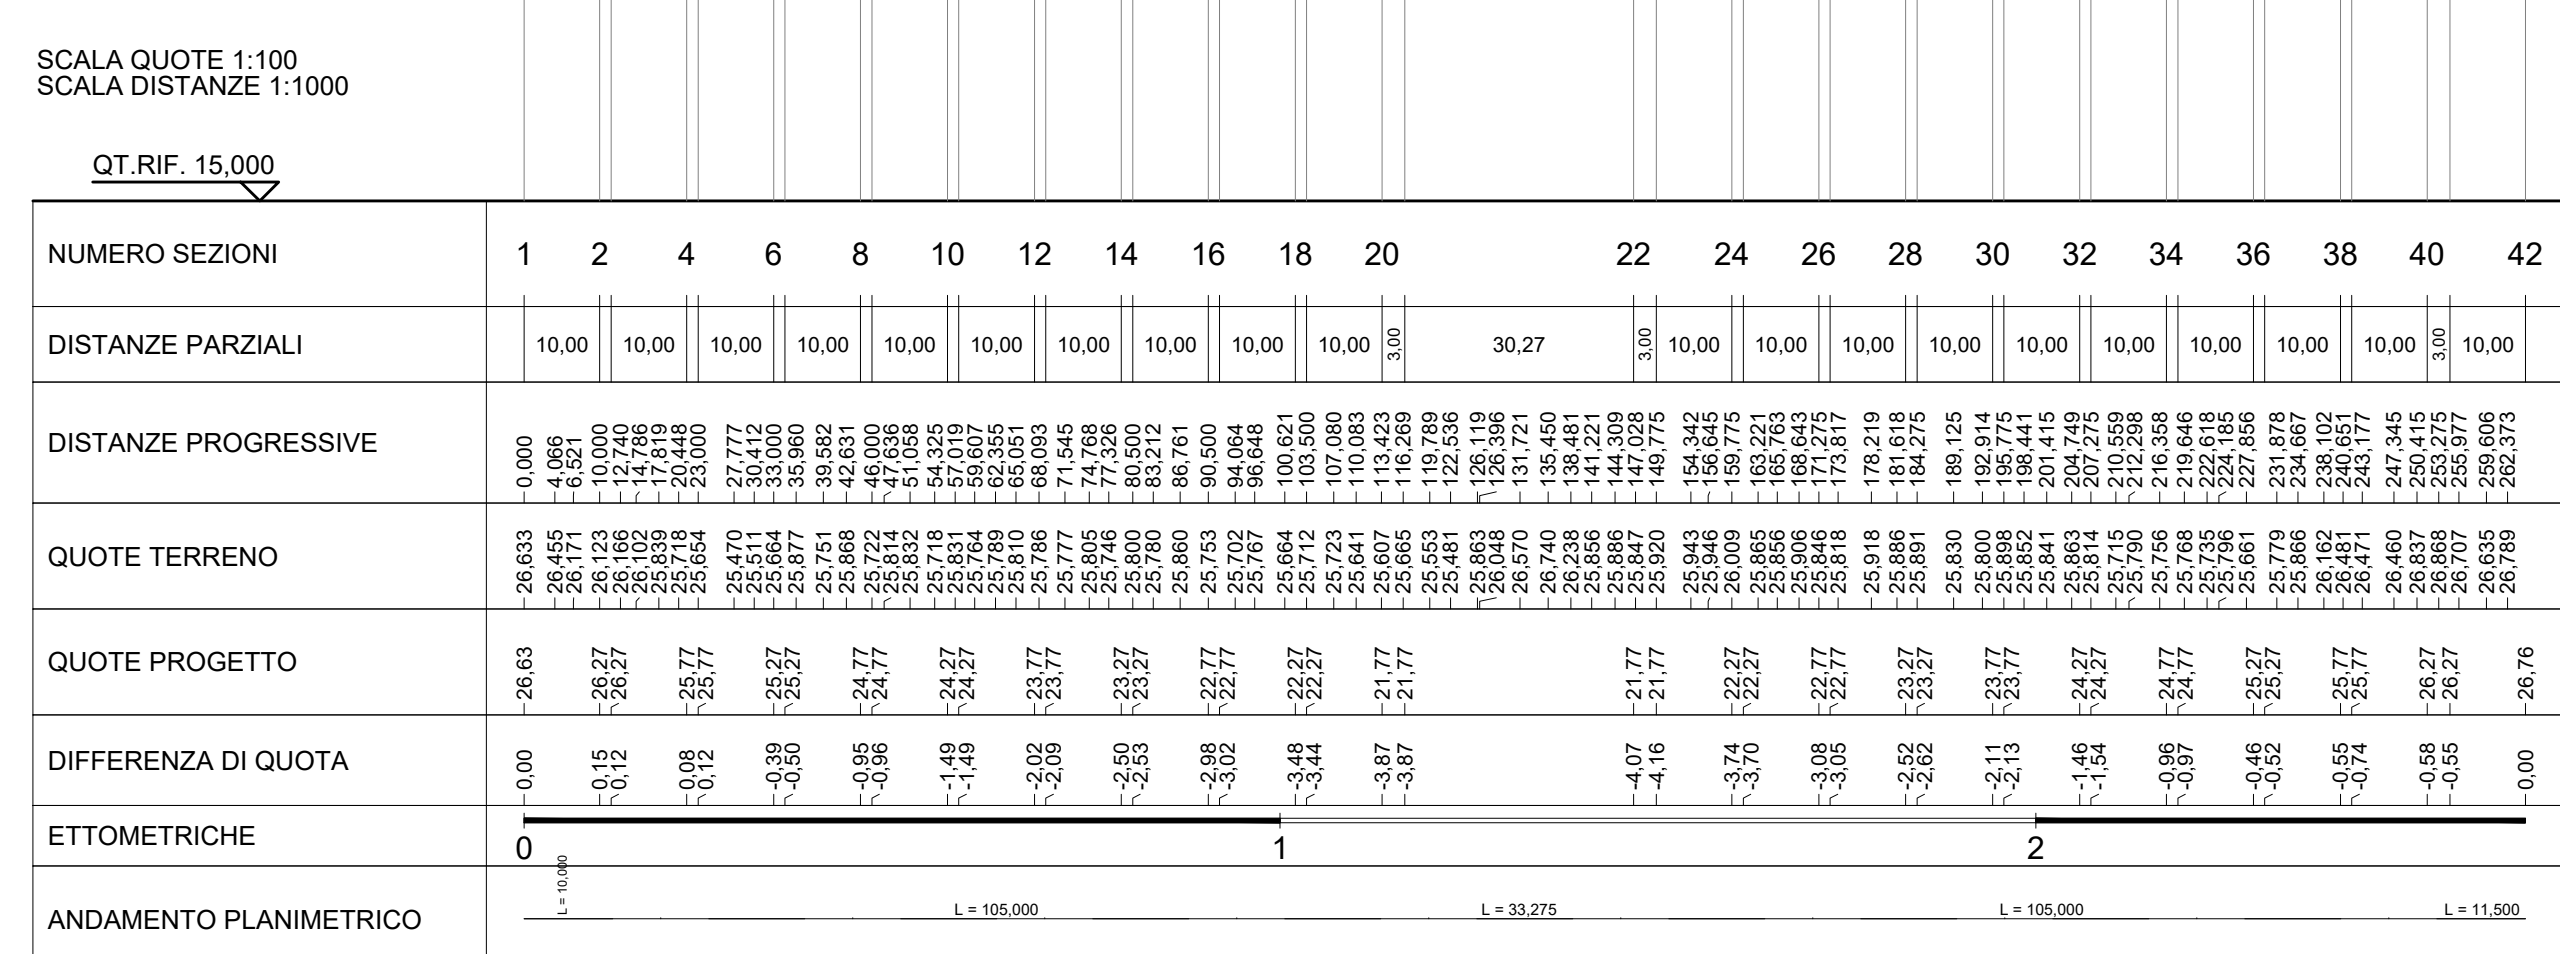 SCALA QUOTE 1:100
SCALA DISTANZE 1:1000
QT.RIF. 15,000
NUMERO SEZIONI 1 2 4 6 8 10 12 14 16 18 20 22 24 26 28 30 32 34 36 38 40 42
DISTANZE PARZIALI 10,00 10,00 10,00 10,00 10,00 10,00 10,00 10,00 10,00 10,00 3,00 30,27 3,00 10,00 10,00 10,00 10,00 10,00 10,00 10,00 10,00 10,00 3,00 10,00
DISTANZE PROGRESSIVE 0,000 4,066 6,521 10,000 12,740 14,786 17,819 20,448 23,000 27,777 30,412 33,000 35,960 39,582 42,631 46,000 47,636 51,058 54,325 57,019 59,607 62,355 65,051 68,093 71,545 74,768 77,326 80,500 83,212 86,761 90,500 94,064 96,648 100,621 103,500 107,080 110,083 113,423 116,269 119,789 122,536 126,119 126,396 131,721 135,450 138,481 141,221 144,309 147,028 149,775 154,342 156,645 159,775 163,221 165,763 168,643 171,275 173,817 178,219 181,618 184,275 189,125 192,914 195,775 198,441 201,415 204,749 207,275 210,559 212,298 216,358 219,646 222,618 224,185 227,856 231,878 234,667 238,102 240,651 243,177 247,345 250,415 253,275 255,977 259,606 262,373
QUOTE TERRENO 26,633 26,455 26,171 26,123 26,166 26,102 25,839 25,718 25,654 25,470 25,511 25,664 25,877 25,751 25,868 25,722 25,814 25,832 25,718 25,831 25,764 25,789 25,810 25,786 25,777 25,805 25,746 25,800 25,780 25,860 25,753 25,702 25,767 25,664 25,712 25,723 25,641 25,607 25,665 25,553 25,481 25,863 26,048 26,570 26,740 26,238 25,856 25,886 25,847 25,920 25,943 25,946 26,009 25,865 25,856 25,906 25,846 25,818 25,918 25,886 25,891 25,830 25,800 25,898 25,852 25,841 25,863 25,814 25,715 25,790 25,756 25,768 25,735 25,796 25,661 25,779 25,866 26,162 26,481 26,471 26,460 26,837 26,868 26,707 26,635 26,789
QUOTE PROGETTO 26,63 26,27 26,27 25,77 25,77 25,27 25,27 24,77 24,77 24,27 24,27 23,77 23,77 23,27 23,27 22,77 22,77 22,27 22,27 21,77 21,77 21,77 21,77 22,27 22,27 22,77 22,77 23,27 23,27 23,77 23,77 24,27 24,27 24,77 24,77 25,27 25,27 25,77 25,77 26,27 26,27 26,76
DIFFERENZA DI QUOTA 0,00 0,15 0,12 0,08 0,12 -0,39 -0,50 -0,95 -0,96 -1,49 -1,49 -2,02 -2,09 -2,50 -2,53 -2,98 -3,02 -3,48 -3,44 -3,87 -3,87 -4,07 -4,16 -3,74 -3,70 -3,08 -3,05 -2,52 -2,62 -2,11 -2,13 -1,46 -1,54 -0,96 -0,97 -0,46 -0,52 -0,55 -0,74 -0,58 -0,55 0,00
ETTOMETRICHE 0 1 2
ANDAMENTO PLANIMETRICO L = 10,000 L = 105,000 L = 33,275 L = 105,000 L = 11,500